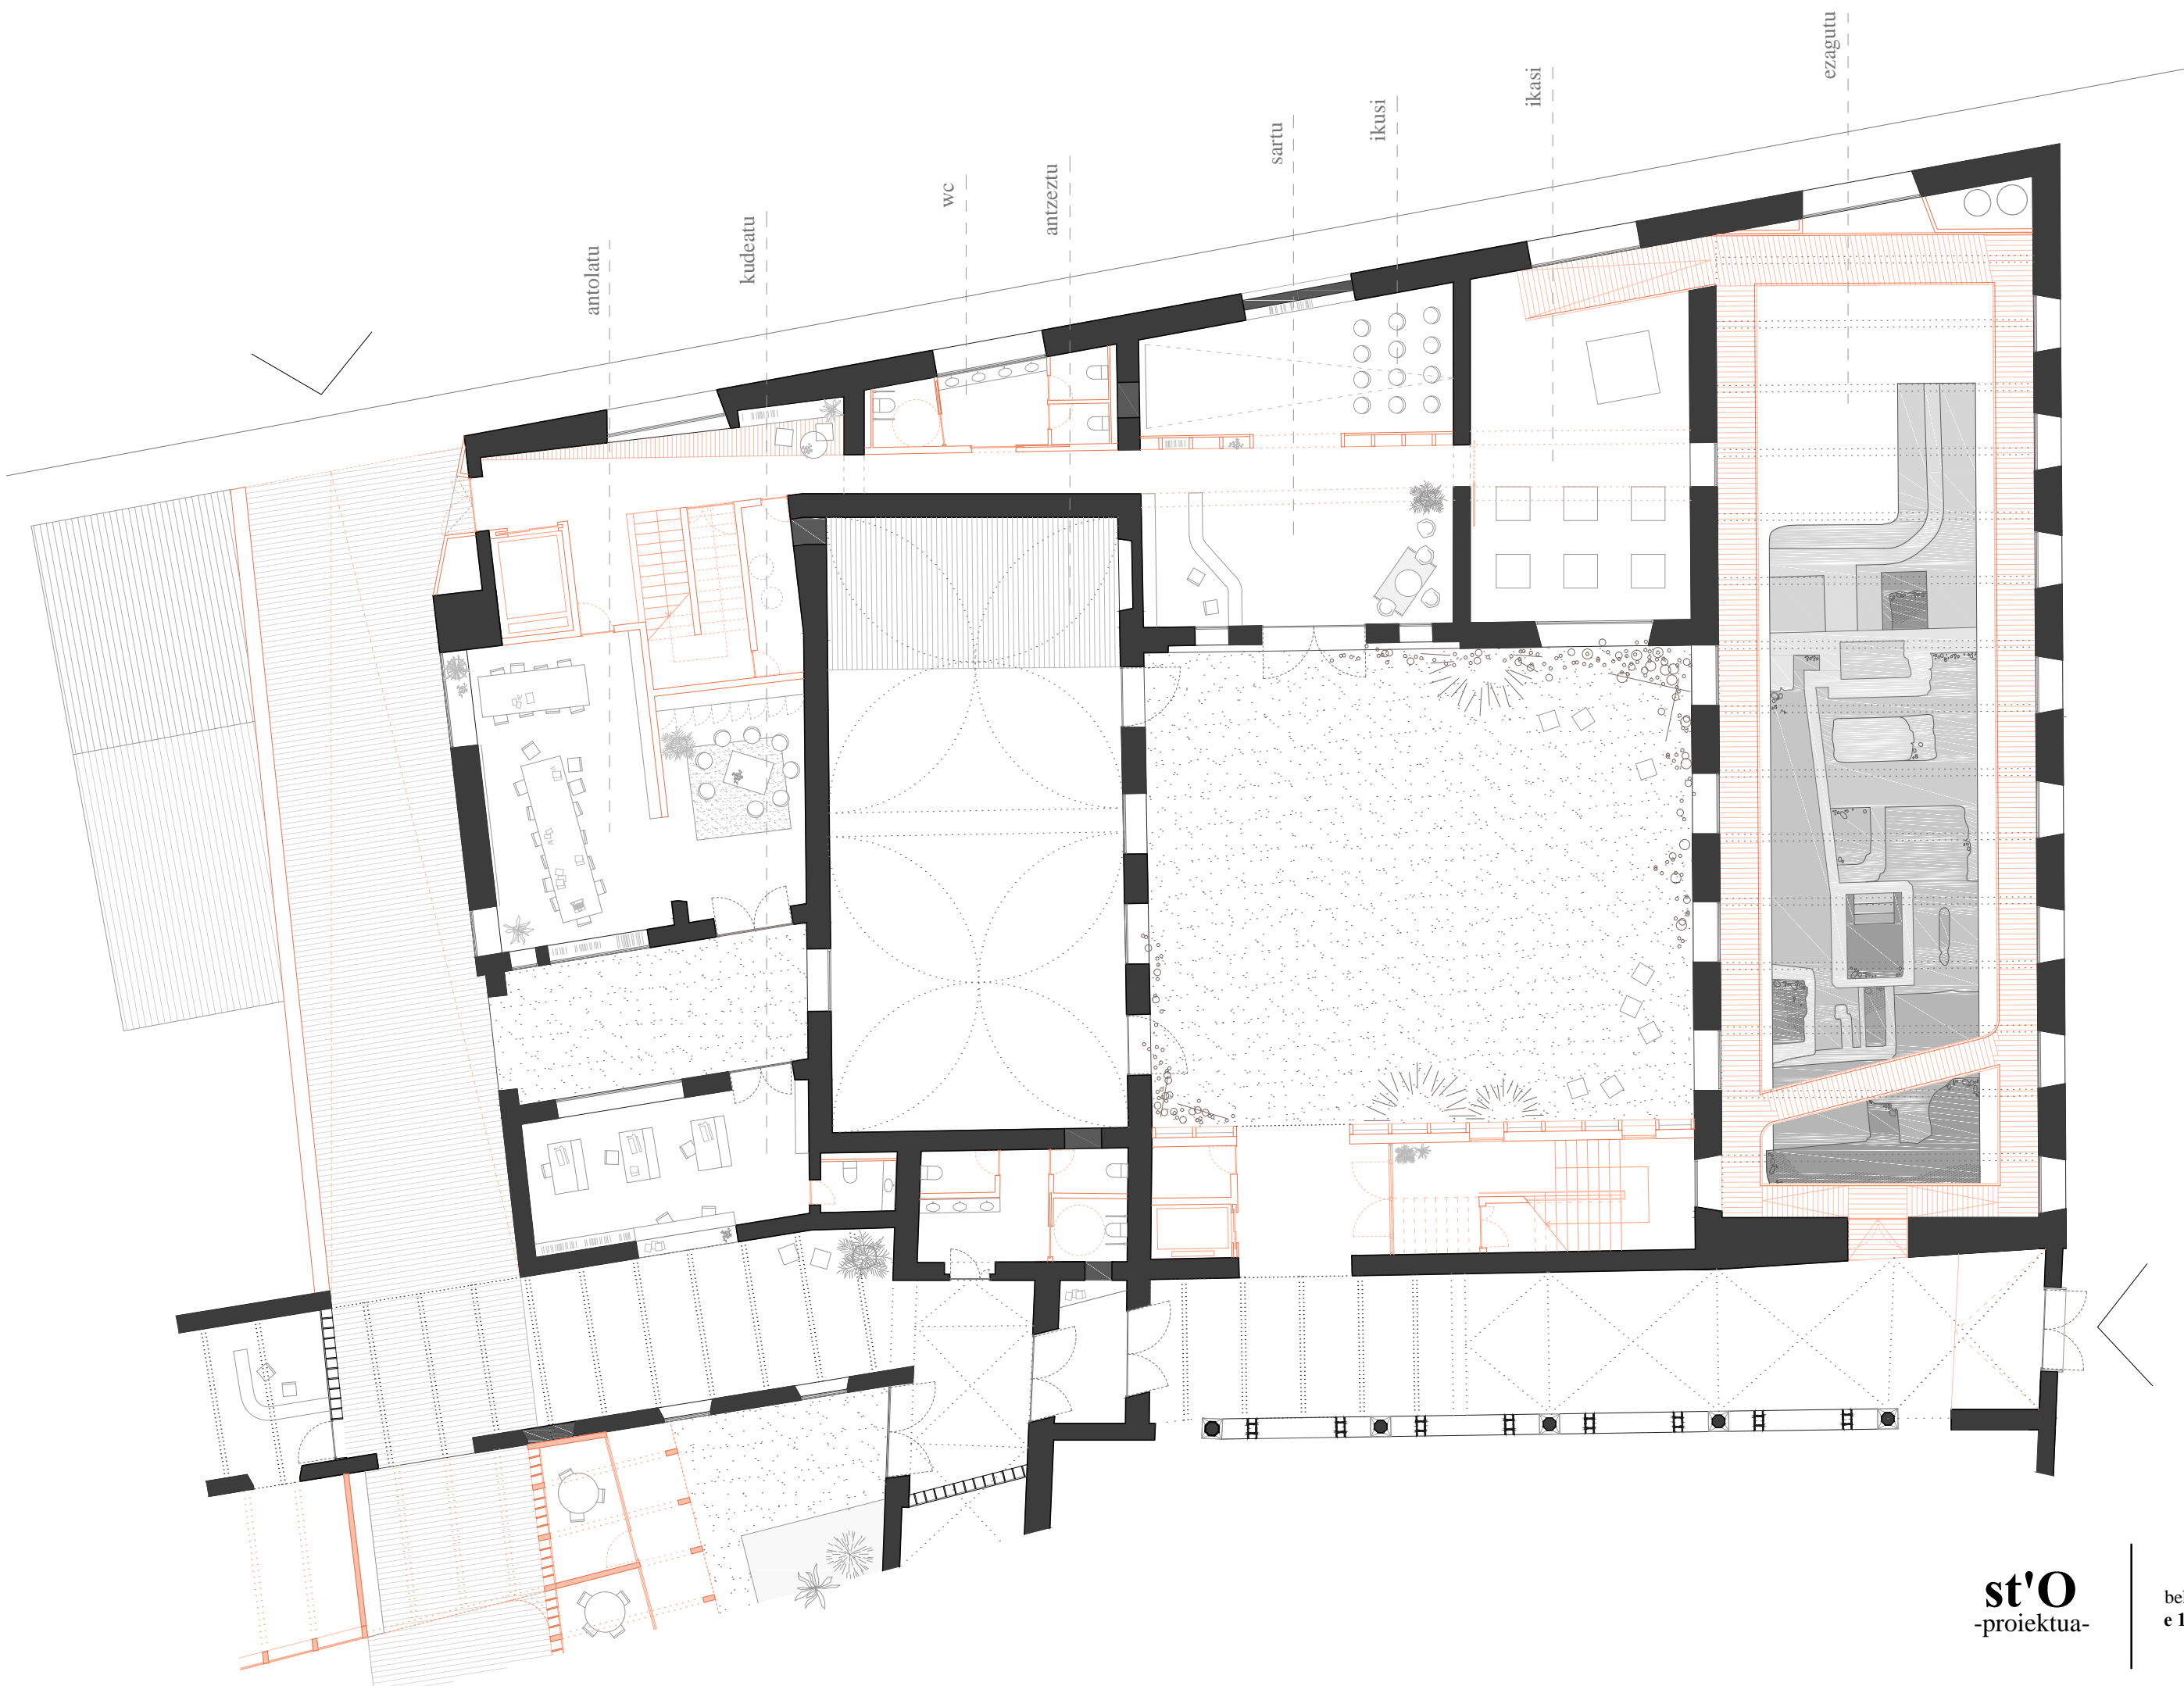 antolatu
kudeatu
wc
antzeztu
sartu
ikusi
ikasi
ezagutu
st'O
-proiektua-